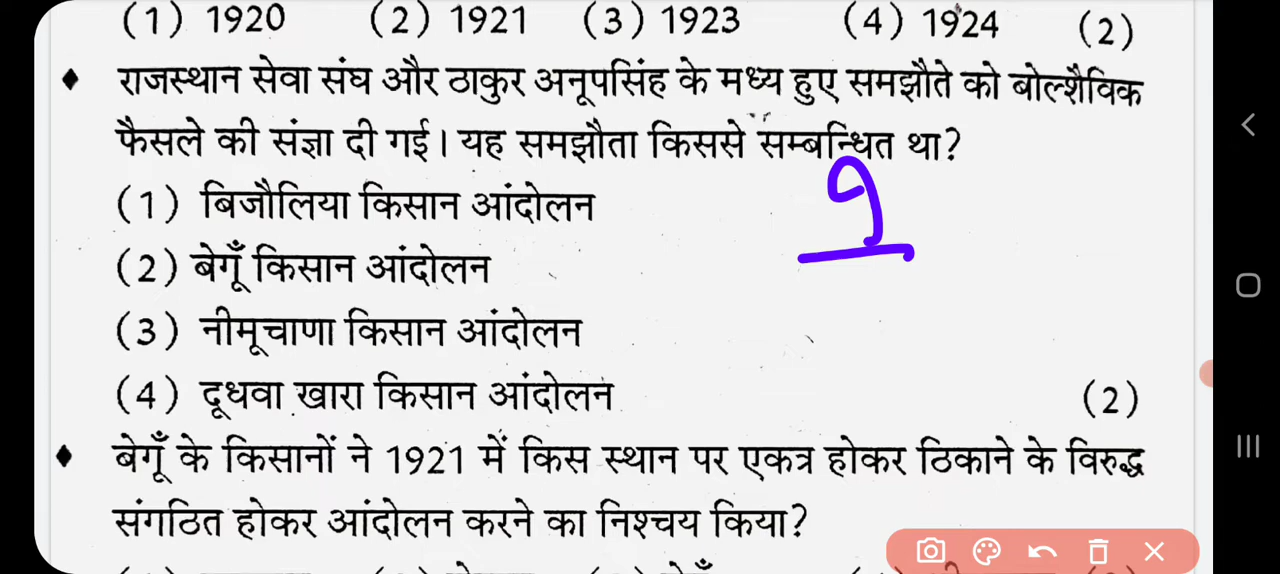 (1) 1920 (2) 1921 (3) 1923 (4) 1924 (2)
♦ राजस्थान सेवा संघ और ठाकुर अनूपसिंह के मध्य हुए समझौते को बोल्शैविक
फैसले की संज्ञा दी गई। यह समझौता किससे सम्बन्धित था?
(1) बिजौलिया किसान आंदोलन
(2) बेगूँ किसान आंदोलन
(3) नीमूचाणा किसान आंदोलन
(4) दूधवा खारा किसान आंदोलन (2)
♦ बेगूँ के किसानों ने 1921 में किस स्थान पर एकत्र होकर ठिकाने के विरुद्ध
संगठित होकर आंदोलन करने का निश्चय किया?